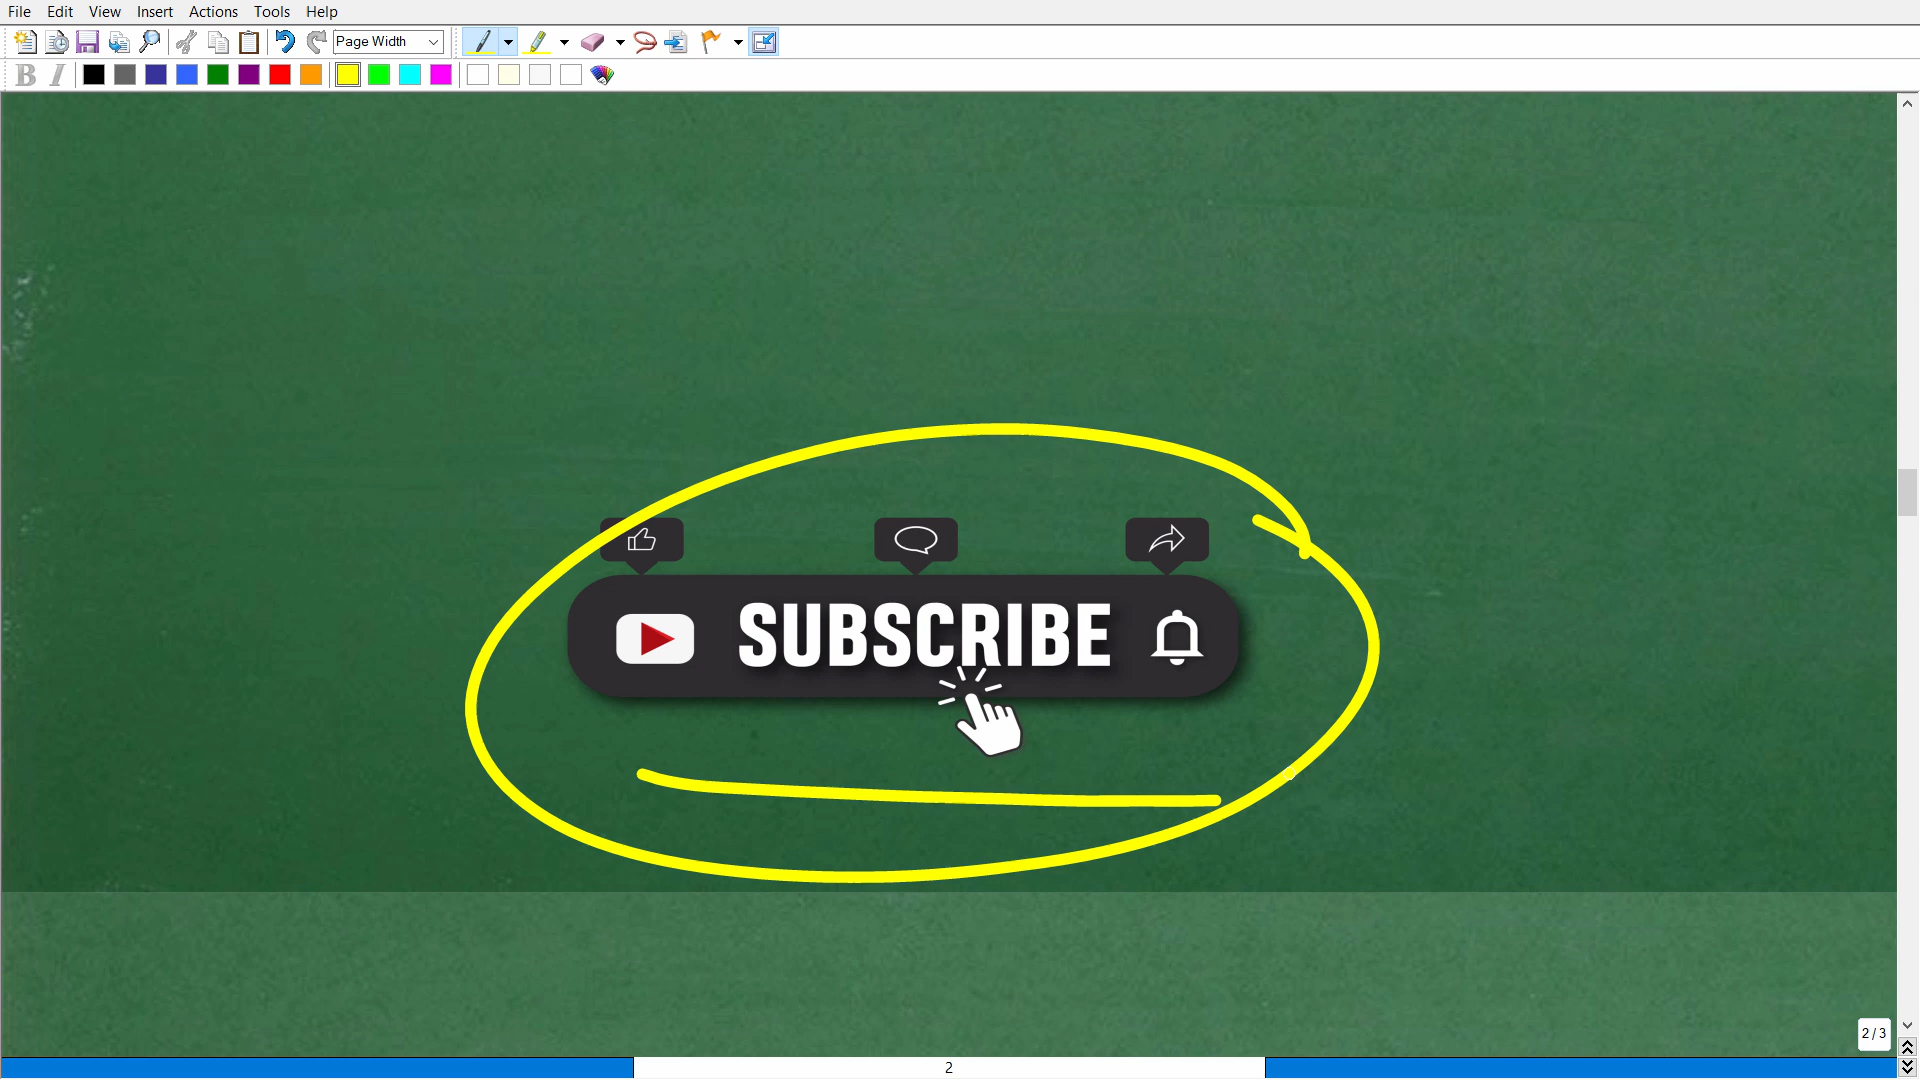 File Edit View Insert Actions Tools Help
Page Width
B I
SUBSCRIBE
2 / 3
2